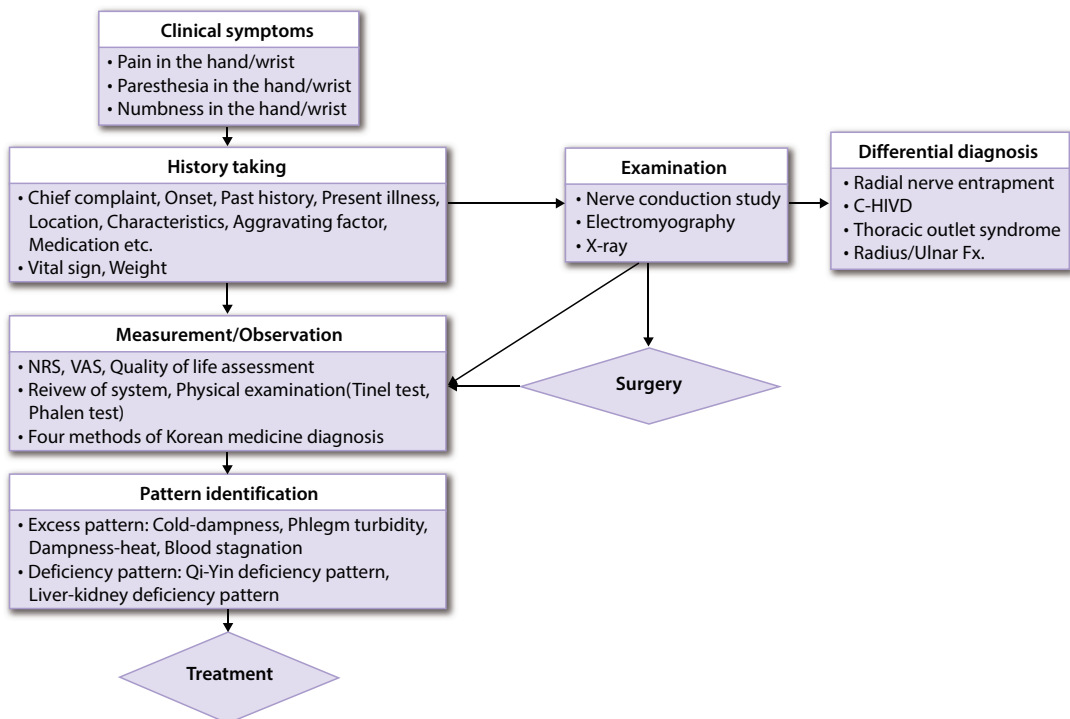 Clinical symptoms
• Pain in the hand/wrist
• Paresthesia in the hand/wrist
• Numbness in the hand/wrist
History taking
• Chief complaint, Onset, Past history, Present illness,
Location, Characteristics, Aggravating factor,
Medication etc.
• Vital sign, Weight
Examination
• Nerve conduction study
• Electromyography
• X-ray
Differential diagnosis
• Radial nerve entrapment
• C-HIVD
• Thoracic outlet syndrome
• Radius/Ulnar Fx.
Measurement/Observation
• NRS, VAS, Quality of life assessment
• Reivew of system, Physical examination(Tinel test,
Phalen test)
• Four methods of Korean medicine diagnosis
Surgery
Pattern identification
• Excess pattern: Cold-dampness, Phlegm turbidity,
Dampness-heat, Blood stagnation
• Deficiency pattern: Qi-Yin deficiency pattern,
Liver-kidney deficiency pattern
Treatment